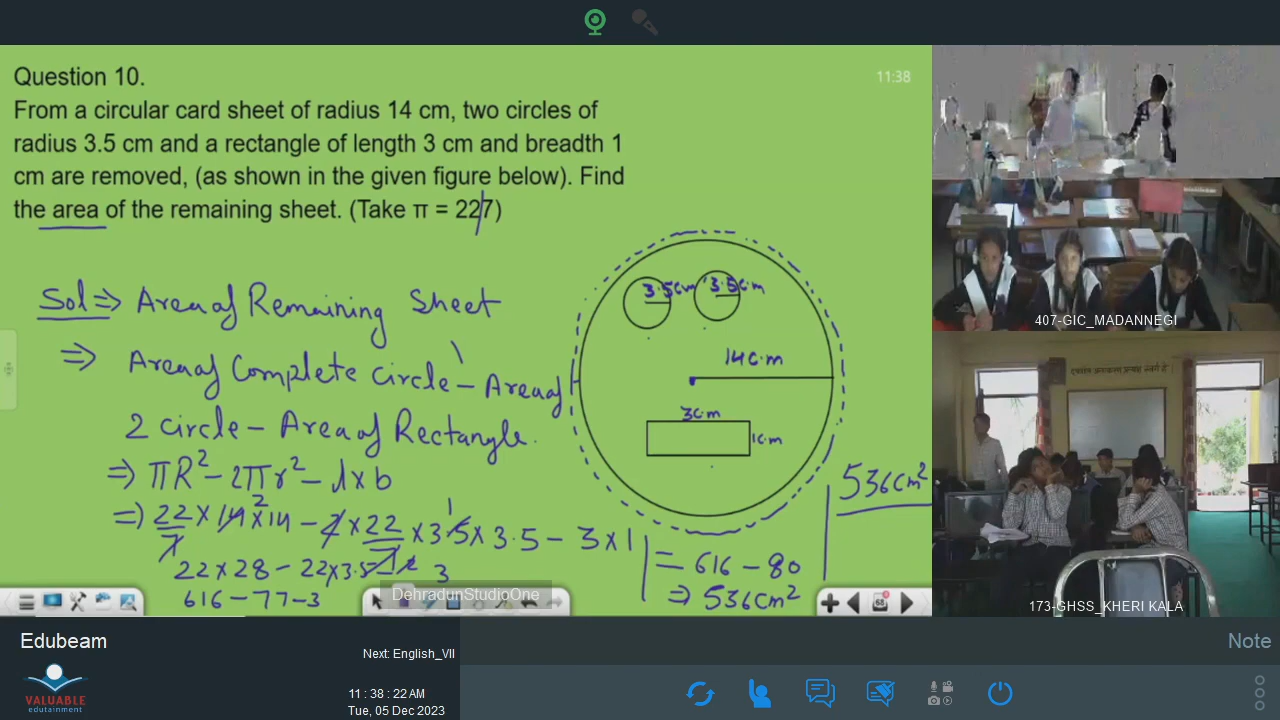 Question 10.
11:38
From a circular card sheet of radius 14 cm, two circles of
radius 3.5 cm and a rectangle of length 3 cm and breadth 1
cm are removed, (as shown in the given figure below). Find
the area of the remaining sheet. (Take π = 22/7)
Sol ⇒ Area of Remaining Sheet
⇒ Area of Complete Circle – Area of
2 circle – Area of Rectangle.
⇒ πR² – 2πr² – l×b
⇒ 22/7 × 14 × 14 – 2 × 22/7 × 3.5 × 3.5 – 3×1
22×28 – 22×3.5
3
616 – 77 – 3
3.5cm
3.5cm
14c.m
3cm
1cm
= 616 – 80
⇒ 536cm²
536cm²
DehradunStudioOne
407-GIC_MADANNEGI
173-GHSS_KHERI KALA
Edubeam
VALUABLE
edutainment
Next: English_VII
11 : 38 : 22 AM
Tue, 05 Dec 2023
Note